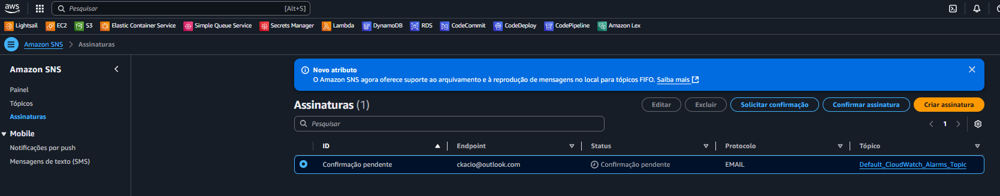 aws
Pesquisar [Alt+S]
Lightsail EC2 S3 Elastic Container Service Simple Queue Service Secrets Manager Lambda DynamoDB RDS CodeCommit CodeDeploy CodePipeline Amazon Lex
Amazon SNS > Assinaturas
Amazon SNS
Painel
Tópicos
Assinaturas
Mobile
Notificações por push
Mensagens de texto (SMS)
Novo atributo
O Amazon SNS agora oferece suporte ao arquivamento e à reprodução de mensagens no local para tópicos FIFO. Saiba mais
Assinaturas (1)
Editar Excluir Solicitar confirmação Confirmar assinatura Criar assinatura
Pesquisar
1
ID Endpoint Status Protocolo Tópico
Confirmação pendente ckacio@outlook.com Confirmação pendente EMAIL Default_CloudWatch_Alarms_Topic